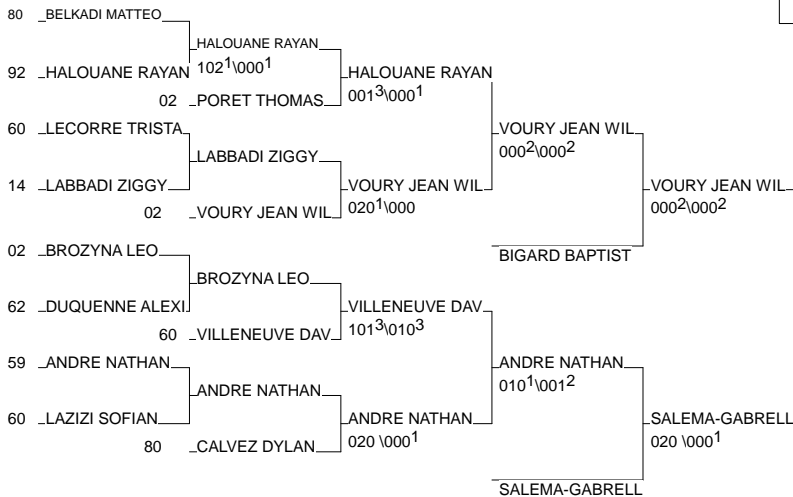 80 BELKADI MATTEO
HALOUANE RAYAN
102¹\000¹
92 HALOUANE RAYAN
HALOUANE RAYAN
001³\000¹
02 PORET THOMAS
60 LECORRE TRISTA
VOURY JEAN WIL
000²\000²
LABBADI ZIGGY
14 LABBADI ZIGGY
VOURY JEAN WIL
020¹\000
VOURY JEAN WIL
000²\000²
02 VOURY JEAN WIL
02 BROZYNA LEO
BIGARD BAPTIST
BROZYNA LEO
62 DUQUENNE ALEXI
VILLENEUVE DAV
101³\010³
60 VILLENEUVE DAV
59 ANDRE NATHAN
ANDRE NATHAN
010¹\001²
ANDRE NATHAN
60 LAZIZI SOFIAN
ANDRE NATHAN
020 \000¹
SALEMA-GABRELL
020 \000¹
80 CALVEZ DYLAN
SALEMA-GABRELL